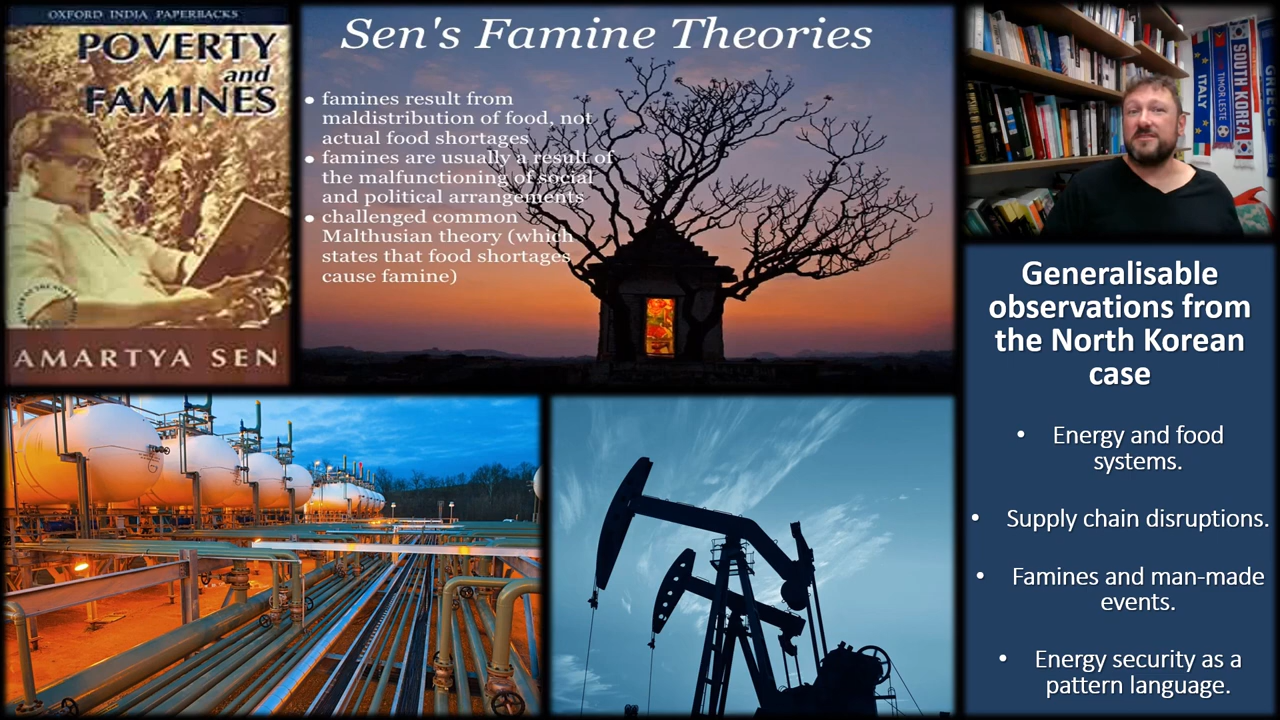 OXFORD INDIA PAPERBACKS
POVERTY
and
FAMINES
AMARTYA SEN
Sen's Famine Theories
• famines result from
maldistribution of food, not
actual food shortages
• famines are usually a result of
the malfunctioning of social
and political arrangements
• challenged common
Malthusian theory (which
states that food shortages
cause famine)
ITALY
TIMOR LESTE
SOUTH KOREA
GREECE
Generalisable
observations from
the North Korean
case
• Energy and food
systems.
• Supply chain disruptions.
• Famines and man-made
events.
• Energy security as a
pattern language.